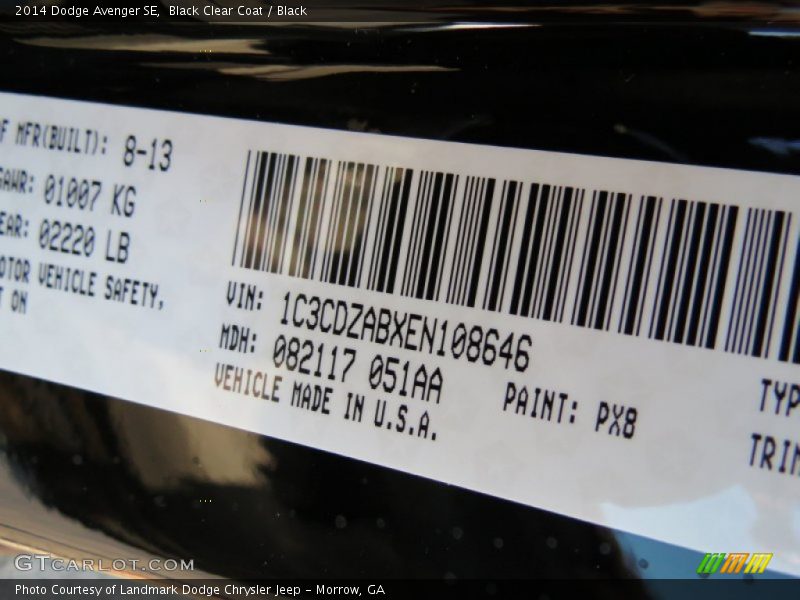 2014 Dodge Avenger SE, Black Clear Coat / Black
MFR(BUILT): 8-13
01007 KG
02220 LB
VEHICLE SAFETY,
ON
VIN: 1C3CDZABXEN108646
MDH: 082117 051AA
VEHICLE MADE IN U.S.A.
PAINT: PX8
GTCARLOT.COM
Photo Courtesy of Landmark Dodge Chrysler Jeep – Morrow, GA